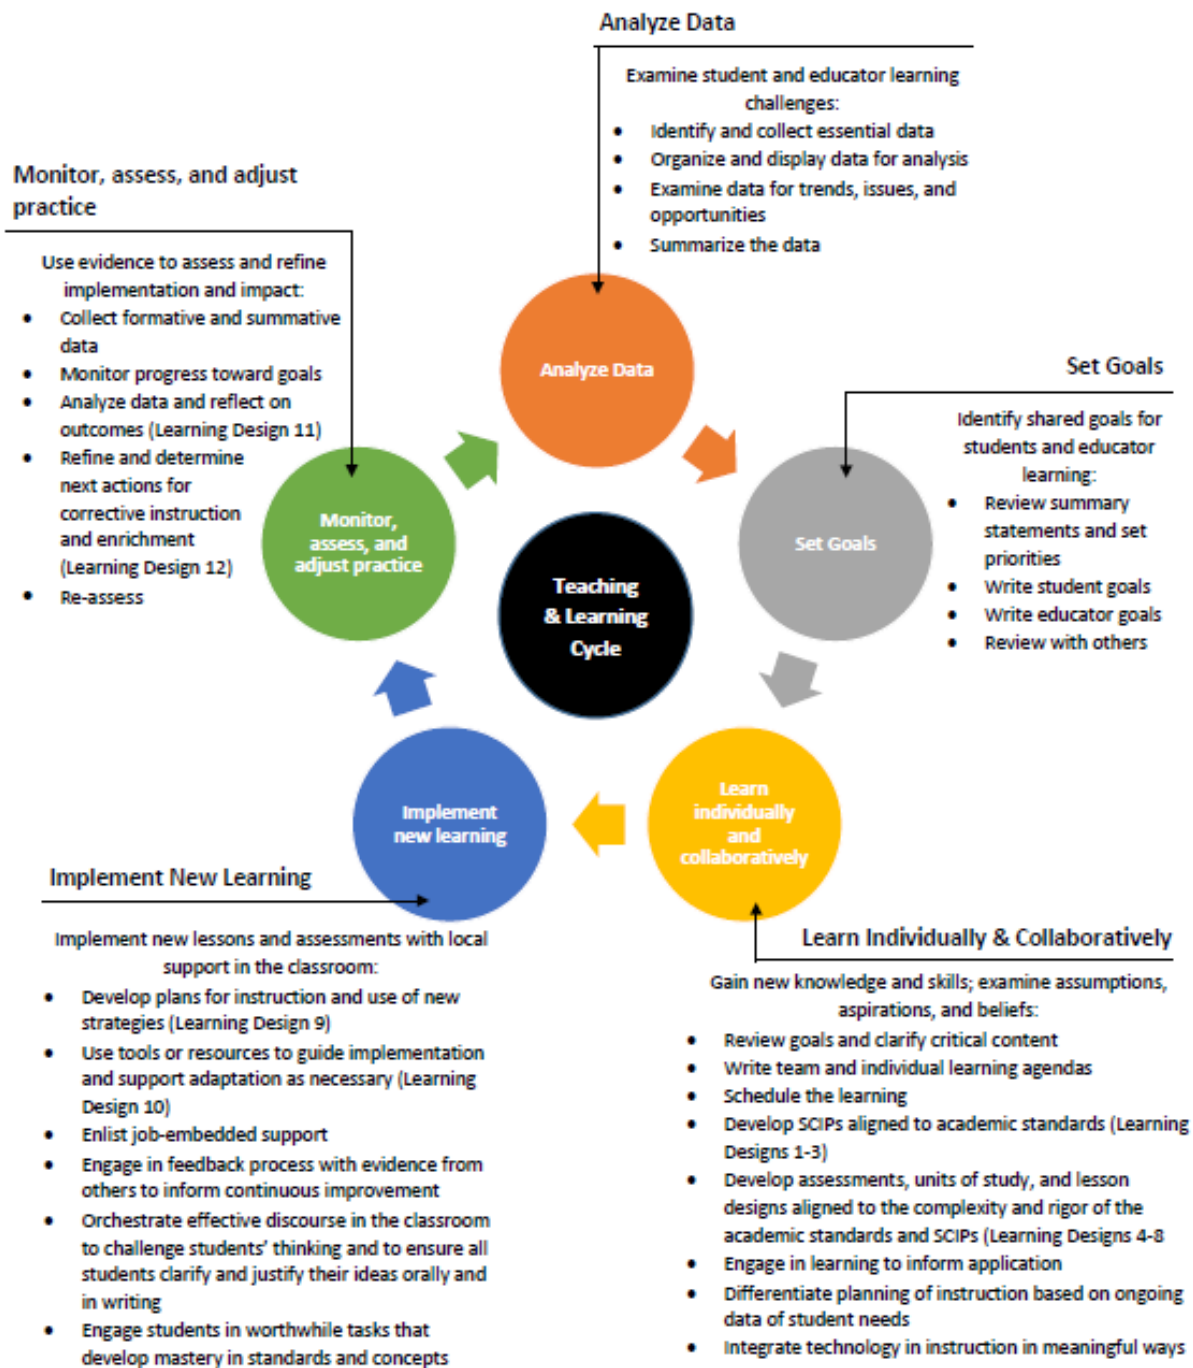 Analyze Data
Examine student and educator learning
challenges:
• Identify and collect essential data
• Organize and display data for analysis
• Examine data for trends, issues, and
opportunities
• Summarize the data
Monitor, assess, and adjust
practice
Use evidence to assess and refine
implementation and impact:
• Collect formative and summative
data
• Monitor progress toward goals
• Analyze data and reflect on
outcomes (Learning Design 11)
• Refine and determine
next actions for
corrective instruction
and enrichment
(Learning Design 12)
• Re-assess
Analyze Data
Set Goals
Identify shared goals for
students and educator
learning:
• Review summary
statements and set
priorities
• Write student goals
• Write educator goals
• Review with others
Monitor,
assess, and
adjust practice
Set Goals
Teaching
& Learning
Cycle
Implement
new learning
Learn
individually
and
collaboratively
Implement New Learning
Implement new lessons and assessments with local
support in the classroom:
• Develop plans for instruction and use of new
strategies (Learning Design 9)
• Use tools or resources to guide implementation
and support adaptation as necessary (Learning
Design 10)
• Enlist job-embedded support
• Engage in feedback process with evidence from
others to inform continuous improvement
• Orchestrate effective discourse in the classroom
to challenge students' thinking and to ensure all
students clarify and justify their ideas orally and
in writing
• Engage students in worthwhile tasks that
develop mastery in standards and concepts
Learn Individually & Collaboratively
Gain new knowledge and skills; examine assumptions,
aspirations, and beliefs:
• Review goals and clarify critical content
• Write team and individual learning agendas
• Schedule the learning
• Develop SCIPs aligned to academic standards (Learning
Designs 1-3)
• Develop assessments, units of study, and lesson
designs aligned to the complexity and rigor of the
academic standards and SCIPs (Learning Designs 4-8
• Engage in learning to inform application
• Differentiate planning of instruction based on ongoing
data of student needs
• Integrate technology in instruction in meaningful ways